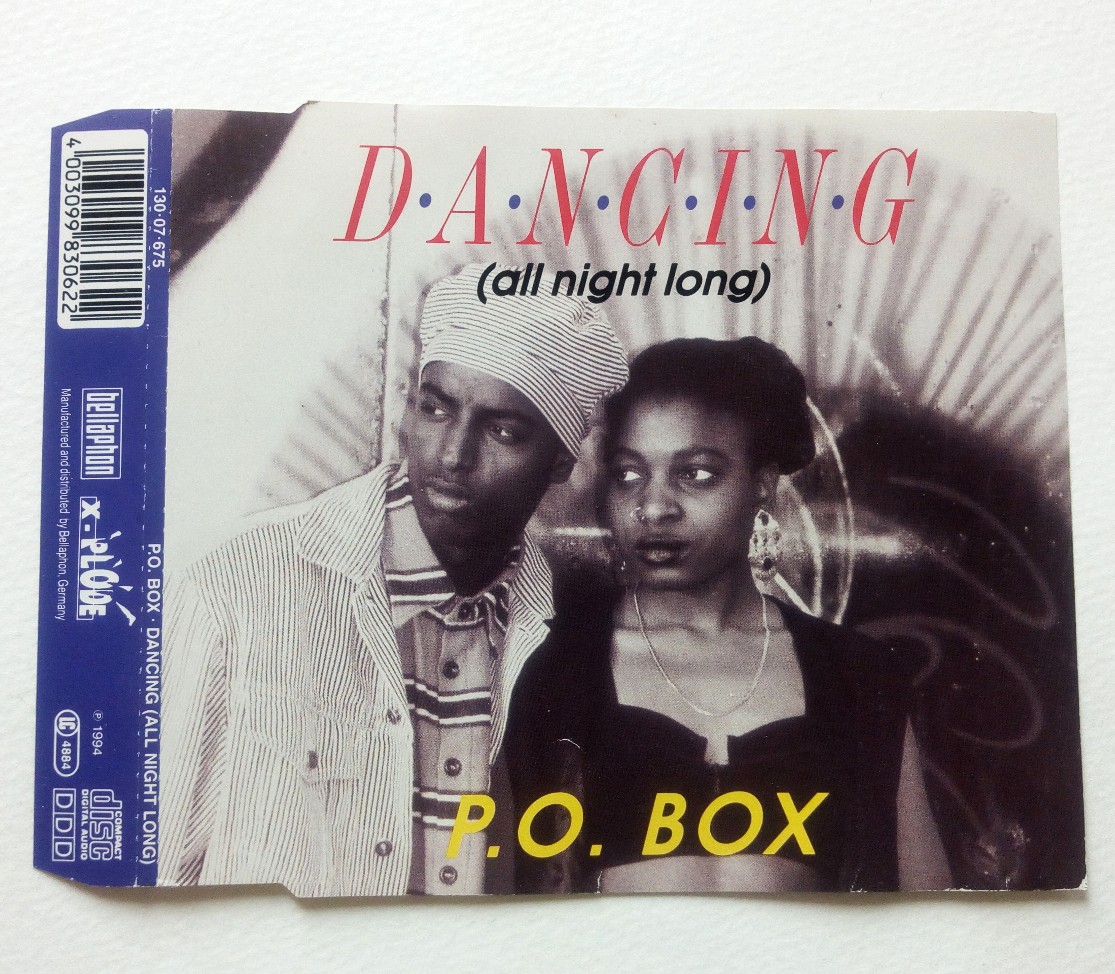 D·A·N·C·I·N·G
(all night long)
P.O. BOX
130·07·675
P.O. BOX · DANCING (ALL NIGHT LONG)
4 003099 830622
bellaphon
X-PLODE
Manufactured and distributed by Bellaphon, Germany
℗ 1994
LC 4884
COMPACT
disc
DIGITAL AUDIO
DDD